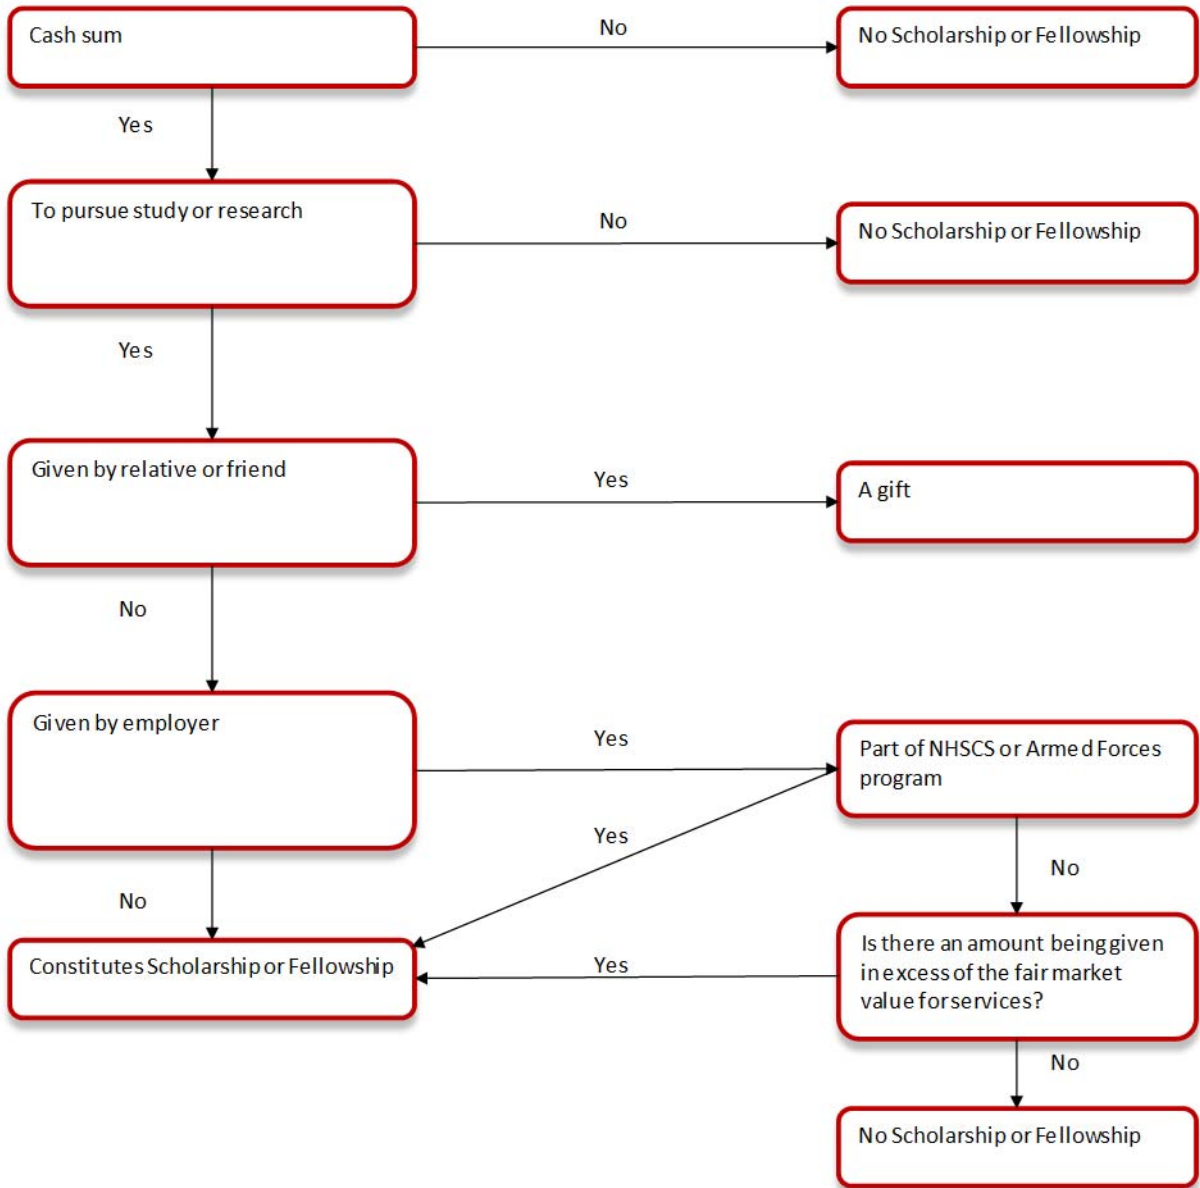 Cash sum
No
No Scholarship or Fellowship
Yes
To pursue study or research
No
No Scholarship or Fellowship
Yes
Given by relative or friend
Yes
A gift
No
Given by employer
Yes
Part of NHSCS or Armed Forces
program
Yes
No
No
Constitutes Scholarship or Fellowship
Yes
Is there an amount being given
in excess of the fair market
value for services?
No
No Scholarship or Fellowship